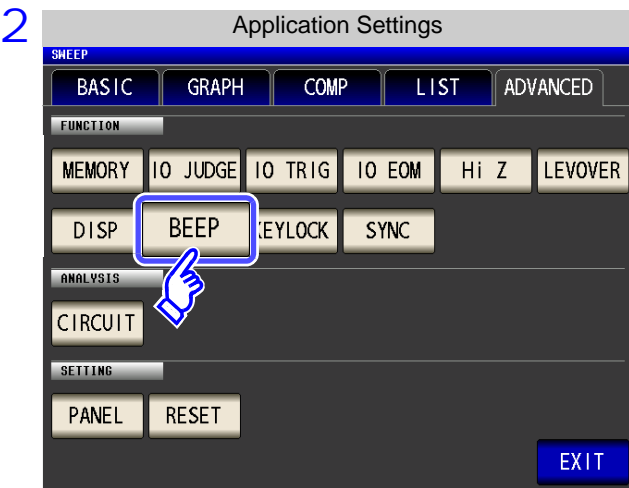 2
Application Settings
SWEEP
BASIC GRAPH COMP LIST ADVANCED
FUNCTION
MEMORY IO JUDGE IO TRIG IO EOM Hi Z LEVOVER
DISP BEEP KEYLOCK SYNC
ANALYSIS
CIRCUIT
SETTING
PANEL RESET
EXIT